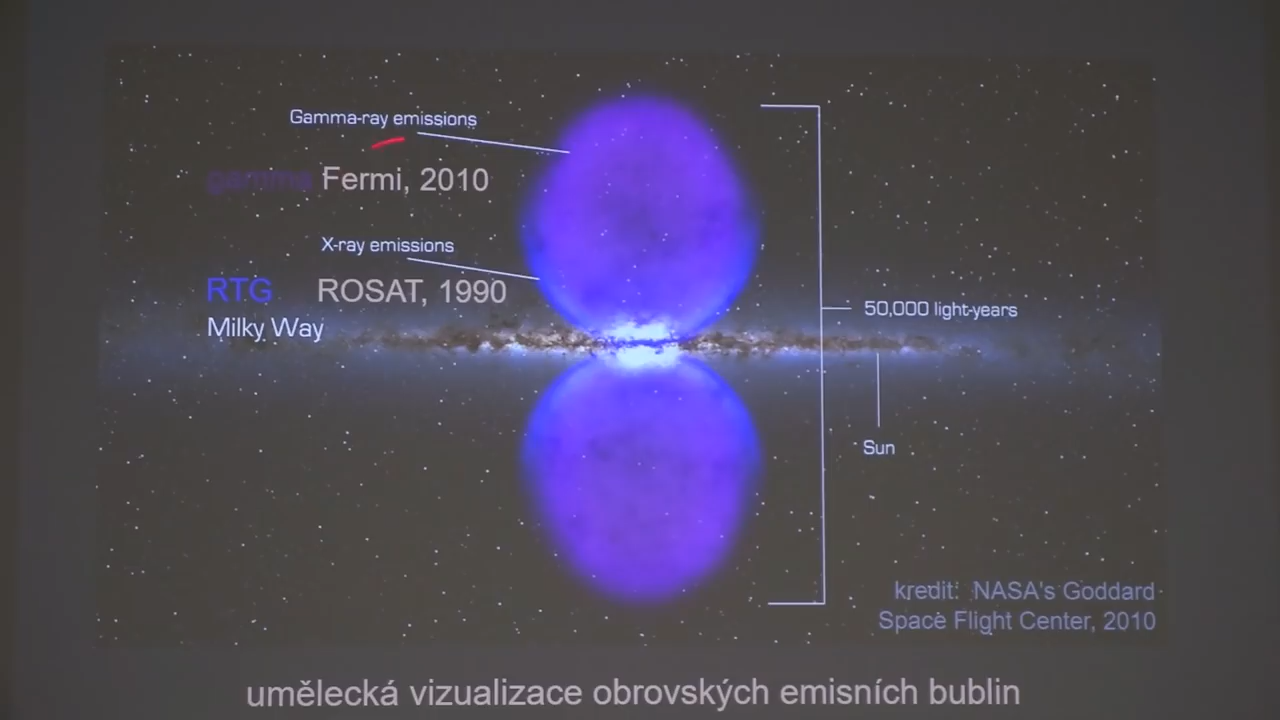 Gamma-ray emissions
gamma Fermi, 2010
X-ray emissions
RTG ROSAT, 1990
Milky Way
50,000 light-years
Sun
kredit: NASA's Goddard
Space Flight Center, 2010
umělecká vizualizace obrovských emisních bublin